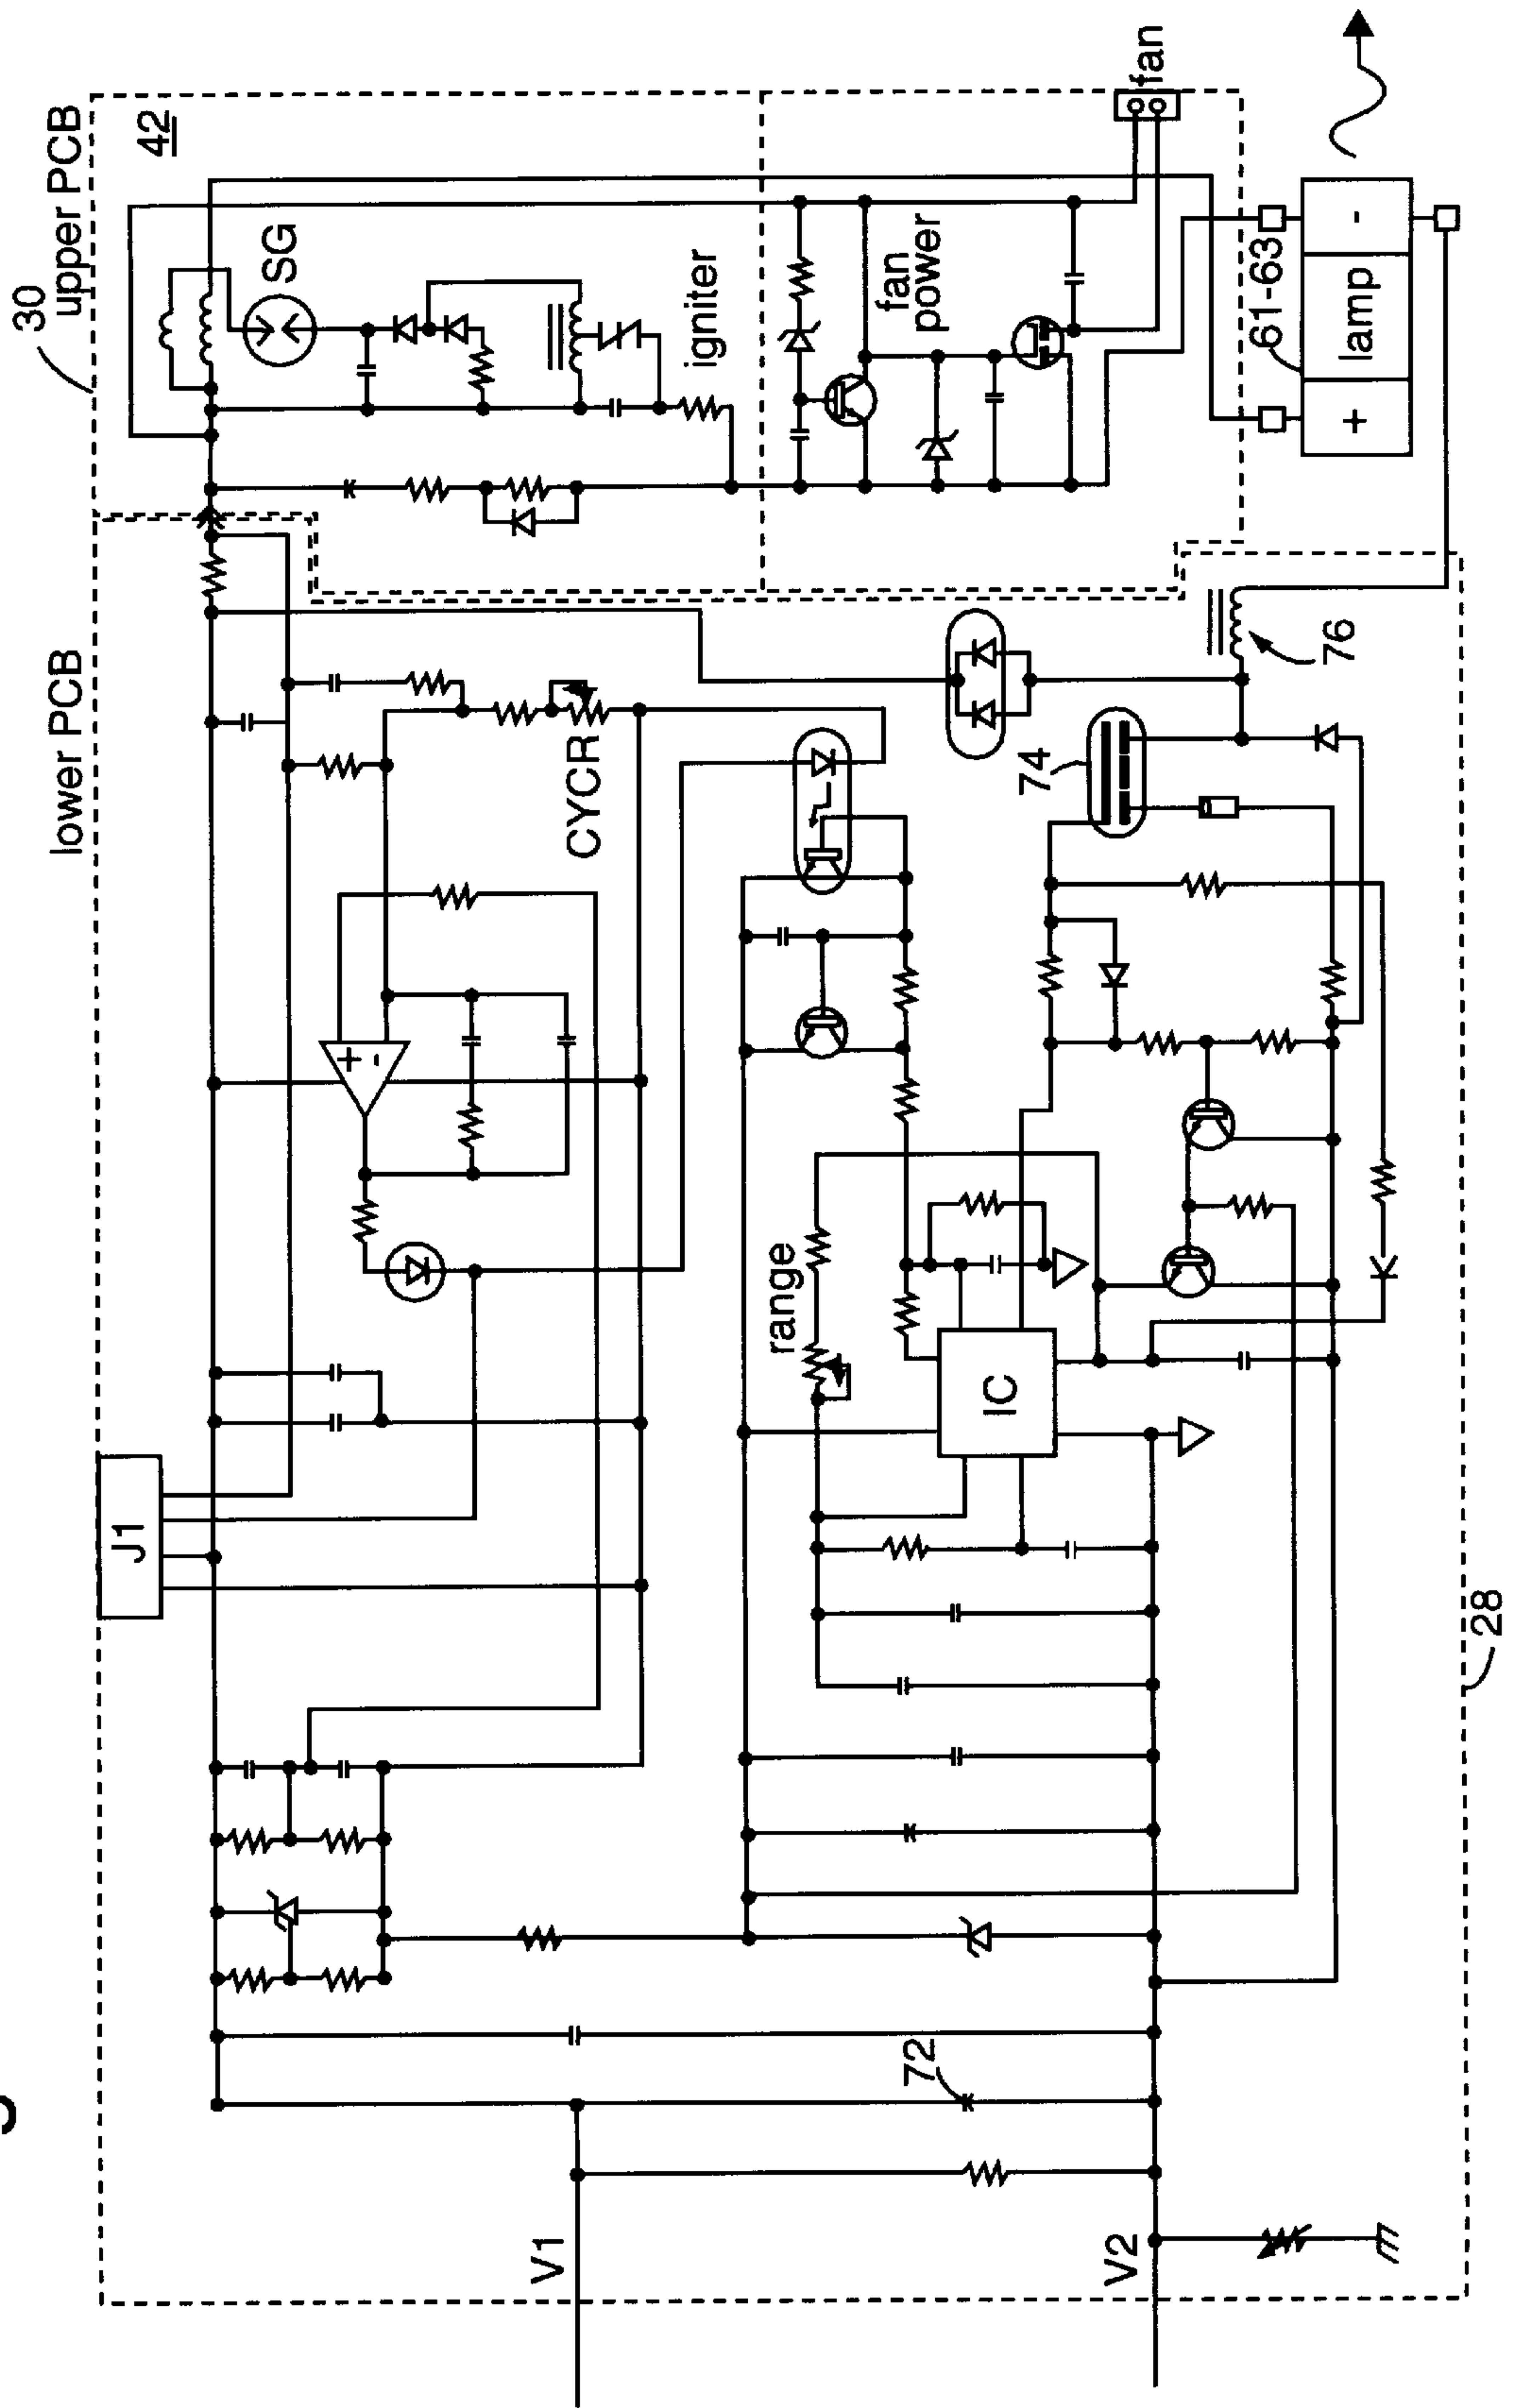 30
upper PCB
42
SG
igniter
fan
power
fan
61-63
+
lamp
-
lower PCB
CYCR
74
76
+
-
range
IC
J1
28
72
V1
V2